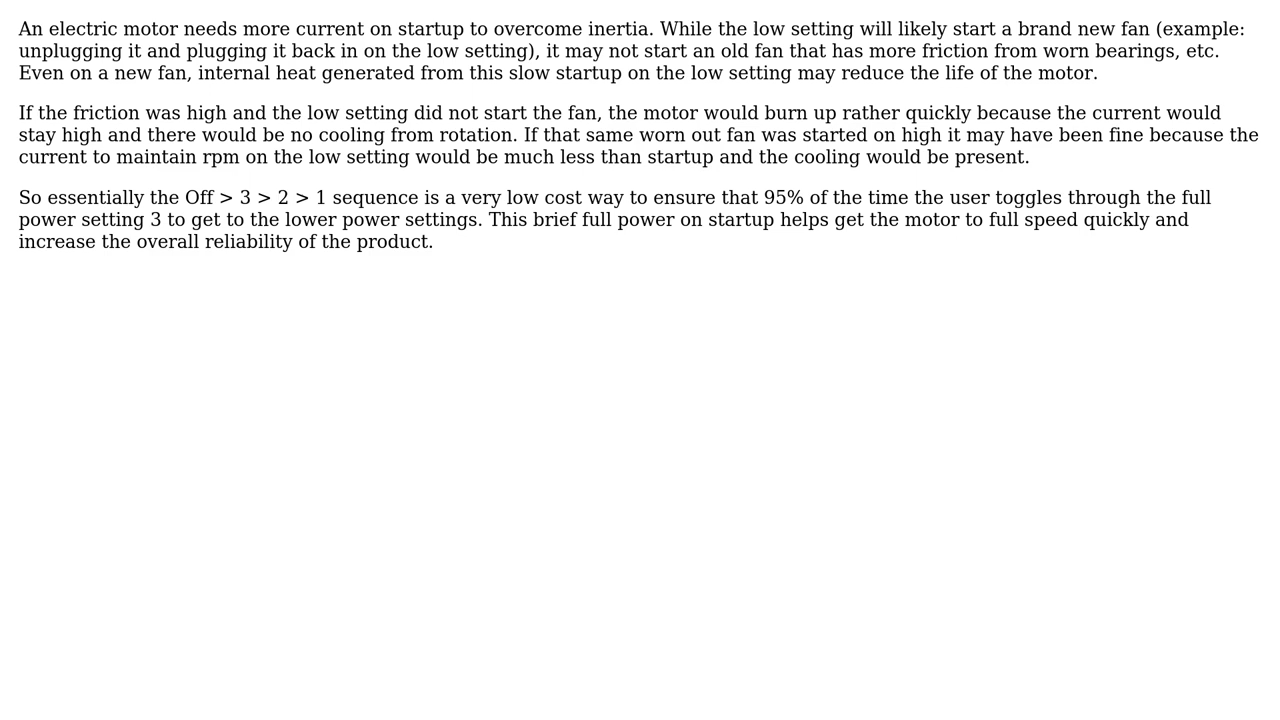 An electric motor needs more current on startup to overcome inertia. While the low setting will likely start a brand new fan (example:
unplugging it and plugging it back in on the low setting), it may not start an old fan that has more friction from worn bearings, etc.
Even on a new fan, internal heat generated from this slow startup on the low setting may reduce the life of the motor.
If the friction was high and the low setting did not start the fan, the motor would burn up rather quickly because the current would
stay high and there would be no cooling from rotation. If that same worn out fan was started on high it may have been fine because the
current to maintain rpm on the low setting would be much less than startup and the cooling would be present.
So essentially the Off > 3 > 2 > 1 sequence is a very low cost way to ensure that 95% of the time the user toggles through the full
power setting 3 to get to the lower power settings. This brief full power on startup helps get the motor to full speed quickly and
increase the overall reliability of the product.